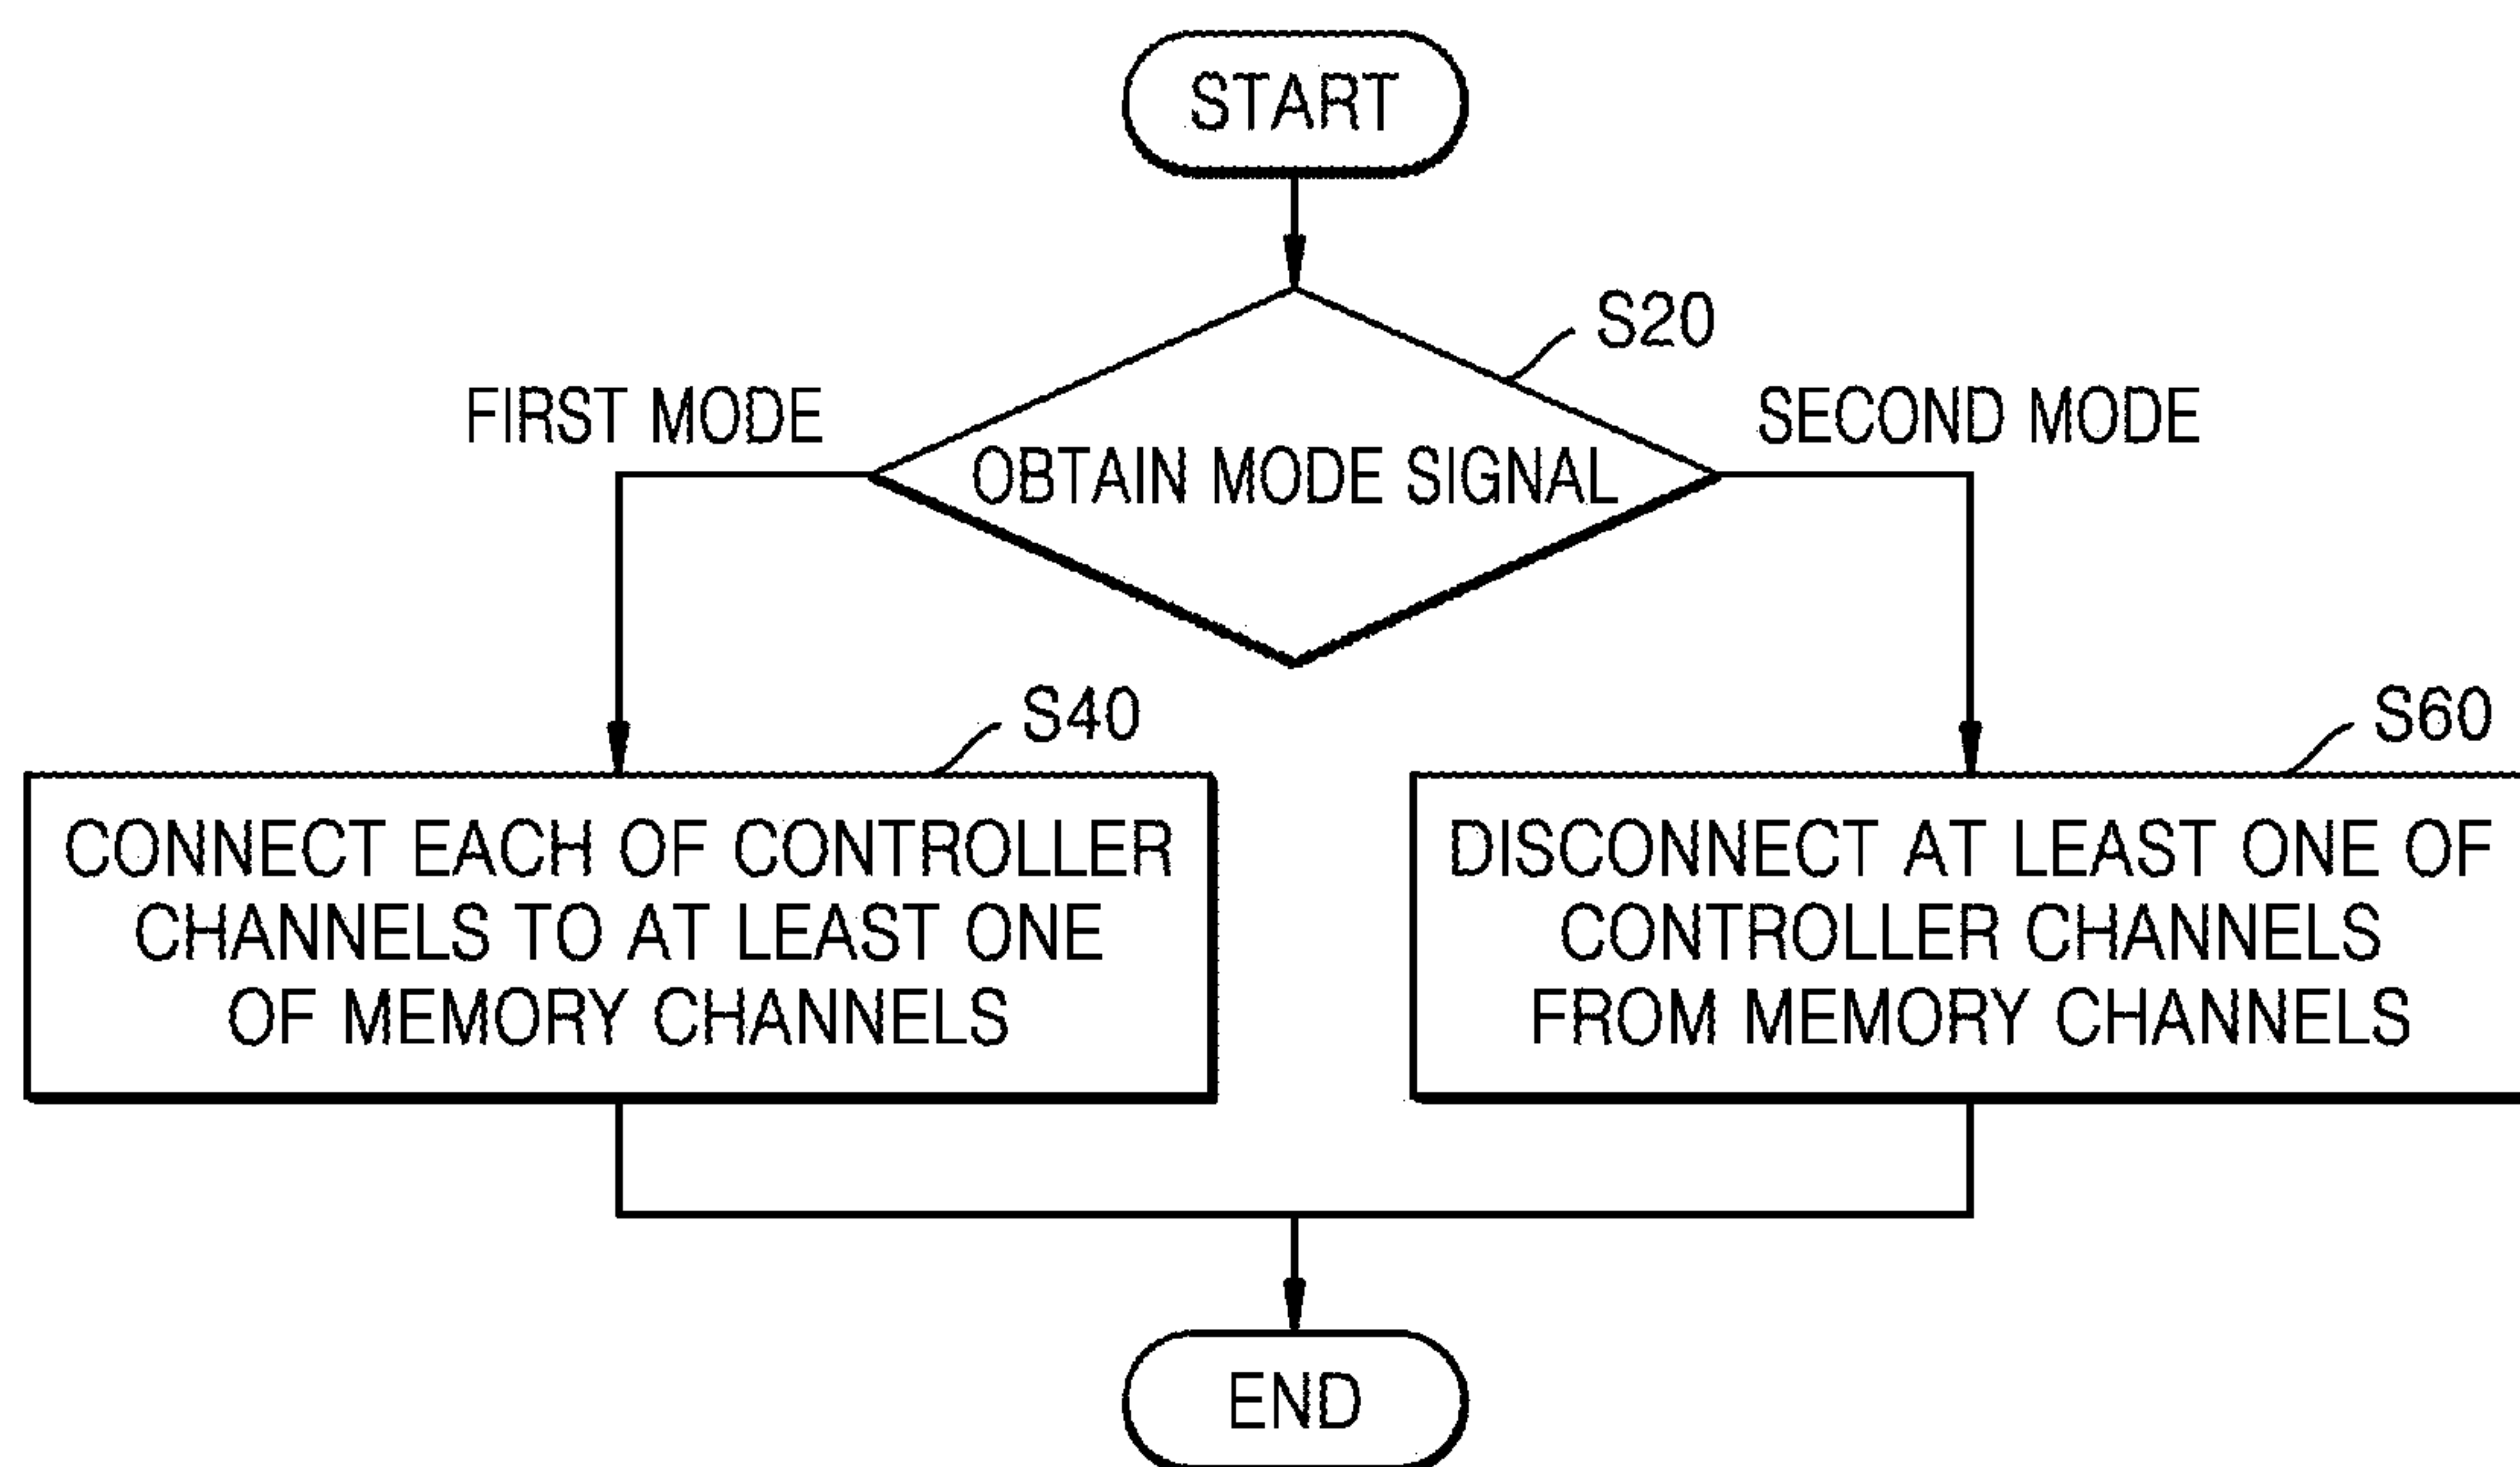 START
S20
FIRST MODE
SECOND MODE
OBTAIN MODE SIGNAL
S40
S60
CONNECT EACH OF CONTROLLER
CHANNELS TO AT LEAST ONE
OF MEMORY CHANNELS
DISCONNECT AT LEAST ONE OF
CONTROLLER CHANNELS
FROM MEMORY CHANNELS
END